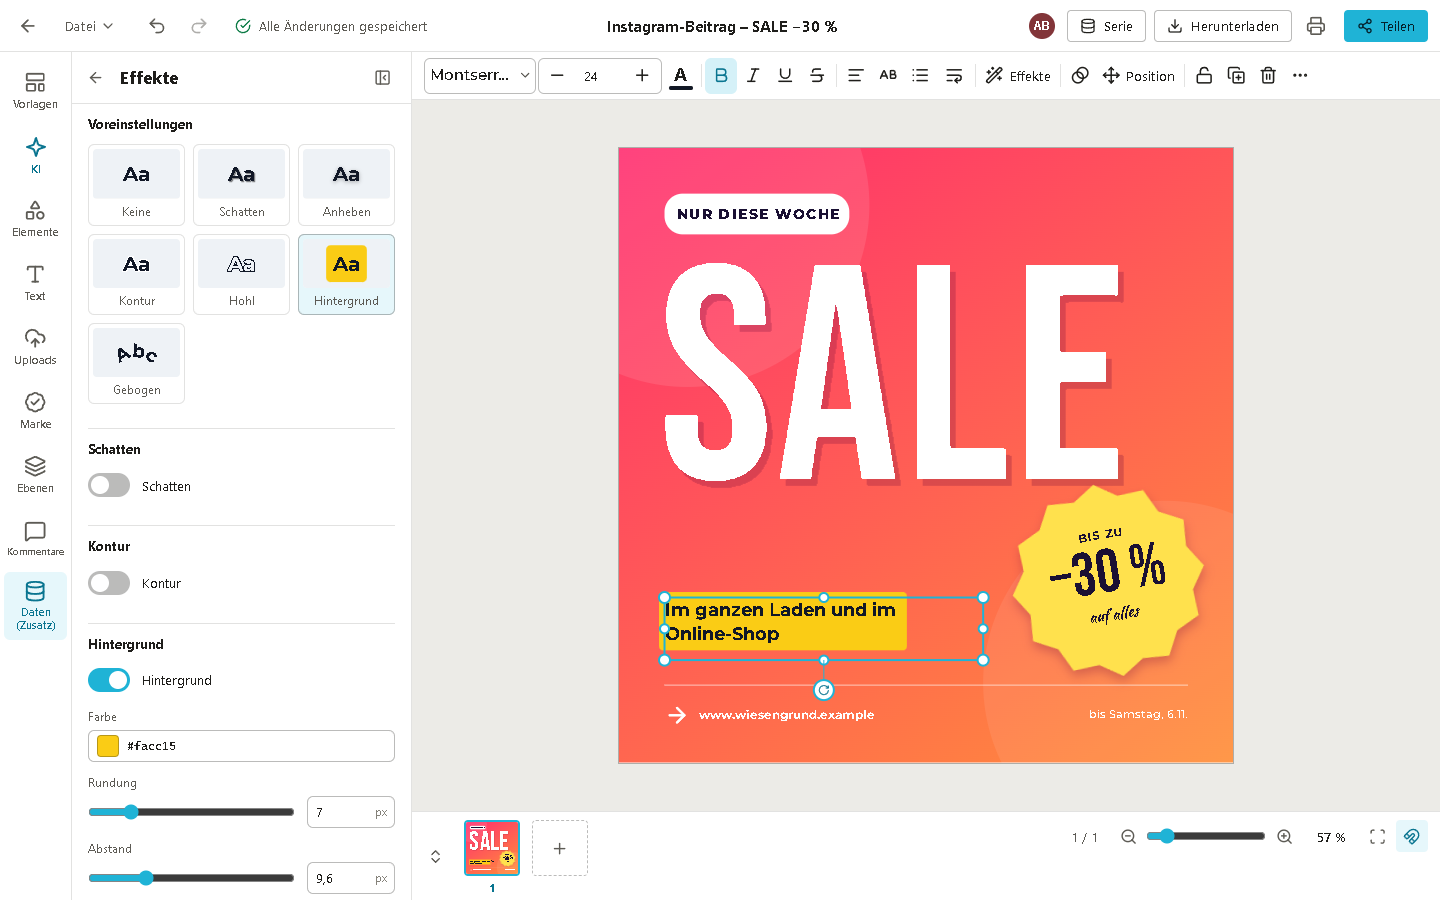 Datei
Alle Änderungen gespeichert
Instagram-Beitrag – SALE −30 %
AB
Serie
Herunterladen
Teilen
Vorlagen
KI
Elemente
Text
Uploads
Marke
Ebenen
Kommentare
Daten
(Zusatz)
Effekte
Voreinstellungen
Aa
Aa
Aa
Keine
Schatten
Anheben
Aa
Aa
Aa
Kontur
Hohl
Hintergrund
Abc
Gebogen
Schatten
Schatten
Kontur
Kontur
Hintergrund
Hintergrund
Farbe
#facc15
Rundung
7 px
Abstand
9,6 px
Montserr...
24
A
B
I
U
S
AB
Effekte
Position
NUR DIESE WOCHE
SALE
BIS ZU
−30 %
auf alles
Im ganzen Laden und im
Online-Shop
www.wiesengrund.example
bis Samstag, 6.11.
SALE
1
1 / 1
57 %